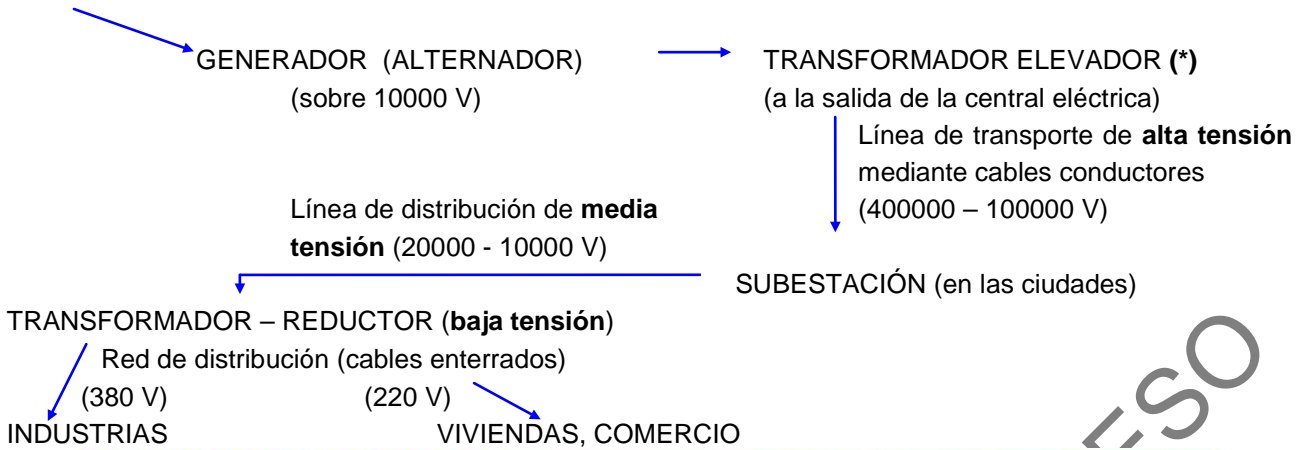 GENERADOR (ALTERNADOR)
(sobre 10000 V)
TRANSFORMADOR ELEVADOR (*)
(a la salida de la central eléctrica)
Línea de transporte de alta tensión
mediante cables conductores
(400000 – 100000 V)
Línea de distribución de media
tensión (20000 - 10000 V)
SUBESTACIÓN (en las ciudades)
TRANSFORMADOR – REDUCTOR (baja tensión)
Red de distribución (cables enterrados)
(380 V) (220 V)
INDUSTRIAS VIVIENDAS, COMERCIO
ESO